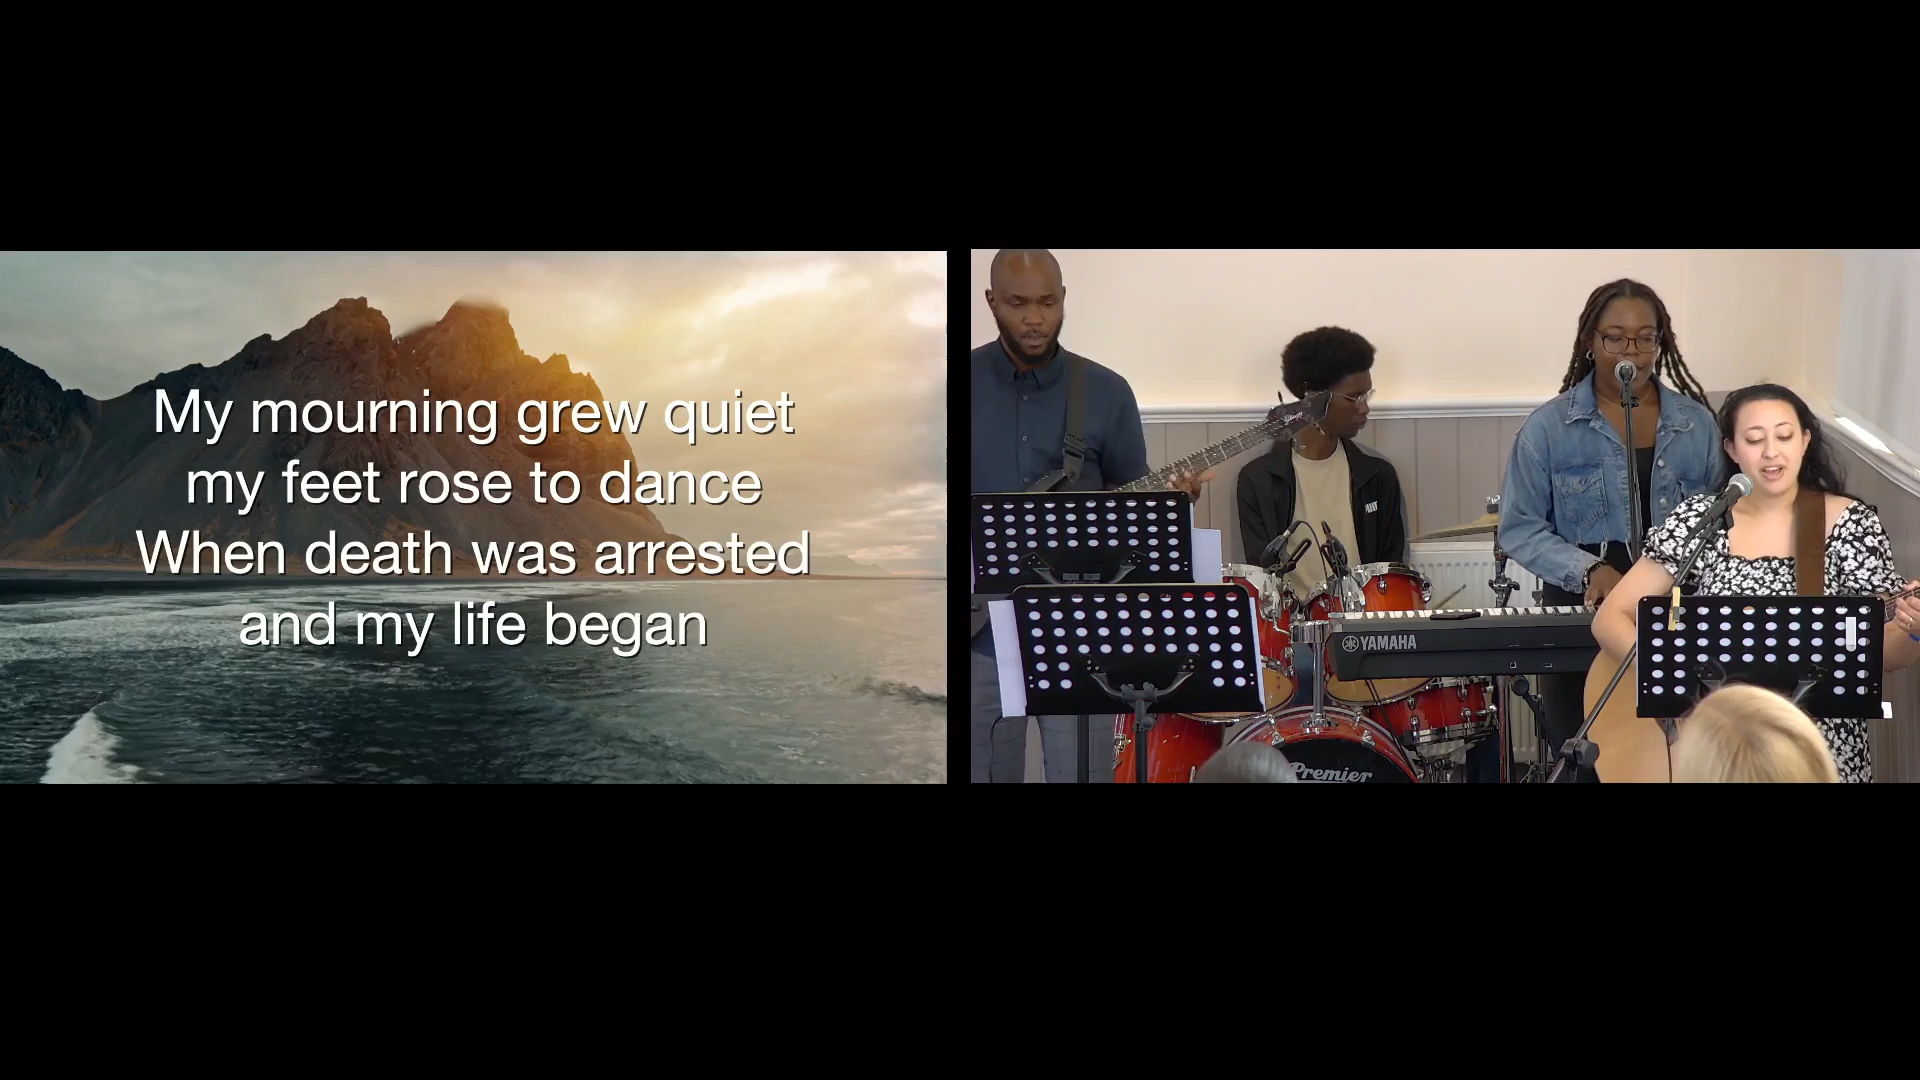 My mourning grew quiet
my feet rose to dance
When death was arrested
and my life began
YAMAHA
Premier